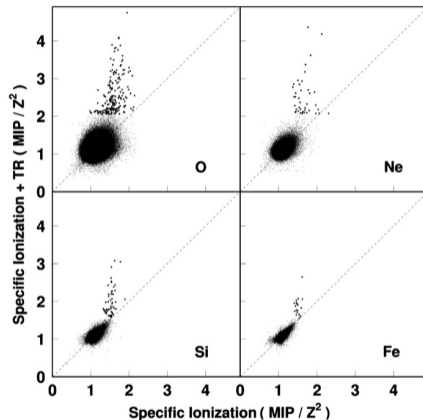 Specific Ionization + TR ( MIP / Z²)
4
3
2
1
0
O
Ne
4
3
2
1
0
Si
Fe
0 1 2 3 4 0 1 2 3 4
Specific Ionization ( MIP / Z²)